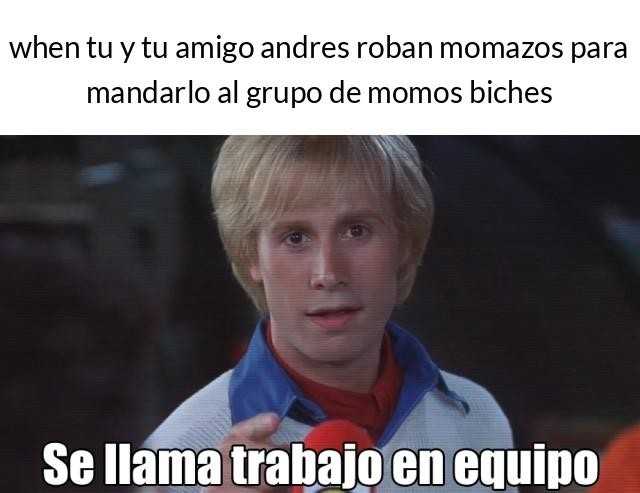 when tu y tu amigo andres roban momazos para
mandarlo al grupo de momos biches
Se llama trabajo en equipo